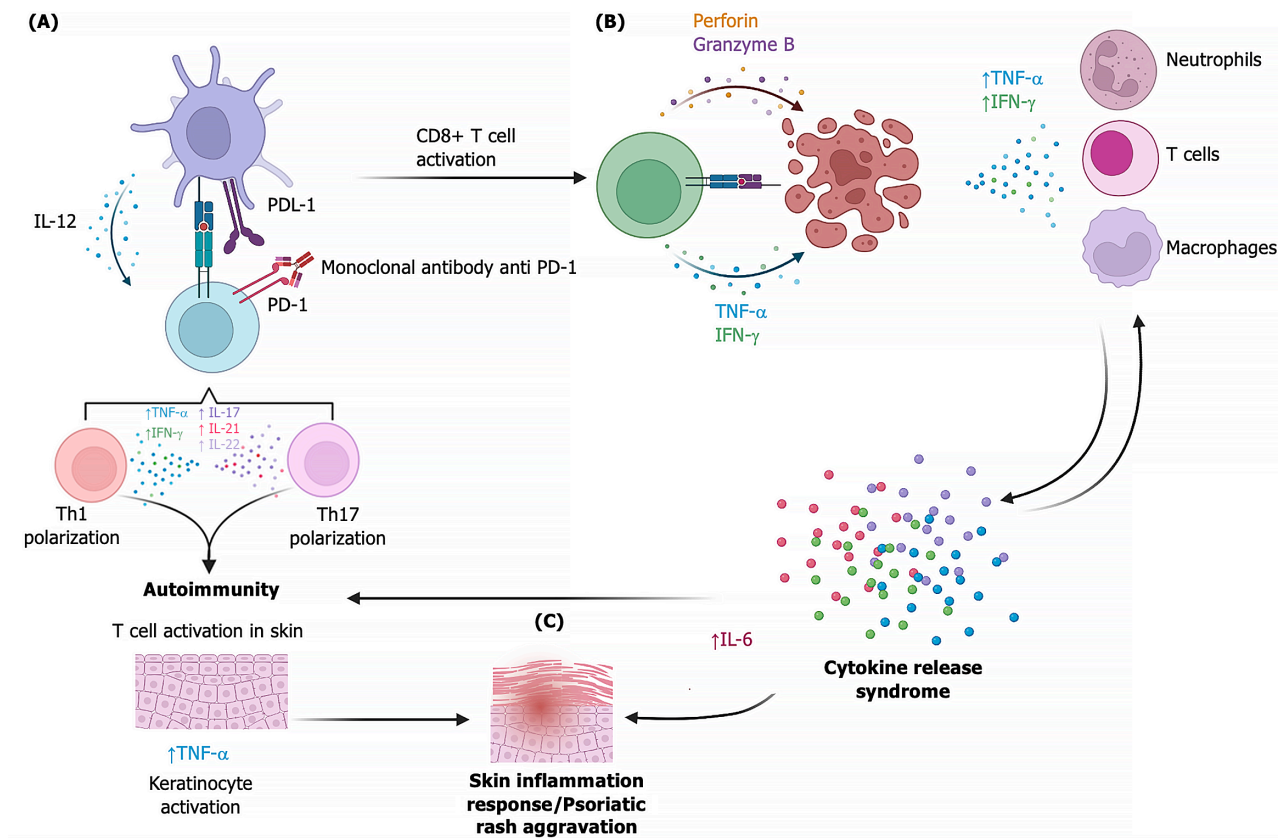 (A)
IL-12
PDL-1
Monoclonal antibody anti PD-1
PD-1
CD8+ T cell
activation
↑TNF-α
↑IFN-γ
↑ IL-17
↑ IL-21
↑ IL-22
Th1
polarization
Th17
polarization
Autoimmunity
T cell activation in skin
↑TNF-α
Keratinocyte
activation
(B)
Perforin
Granzyme B
TNF-α
IFN-γ
↑TNF-α
↑IFN-γ
Neutrophils
T cells
Macrophages
Cytokine release
syndrome
↑IL-6
(C)
Skin inflammation
response/Psoriatic
rash aggravation